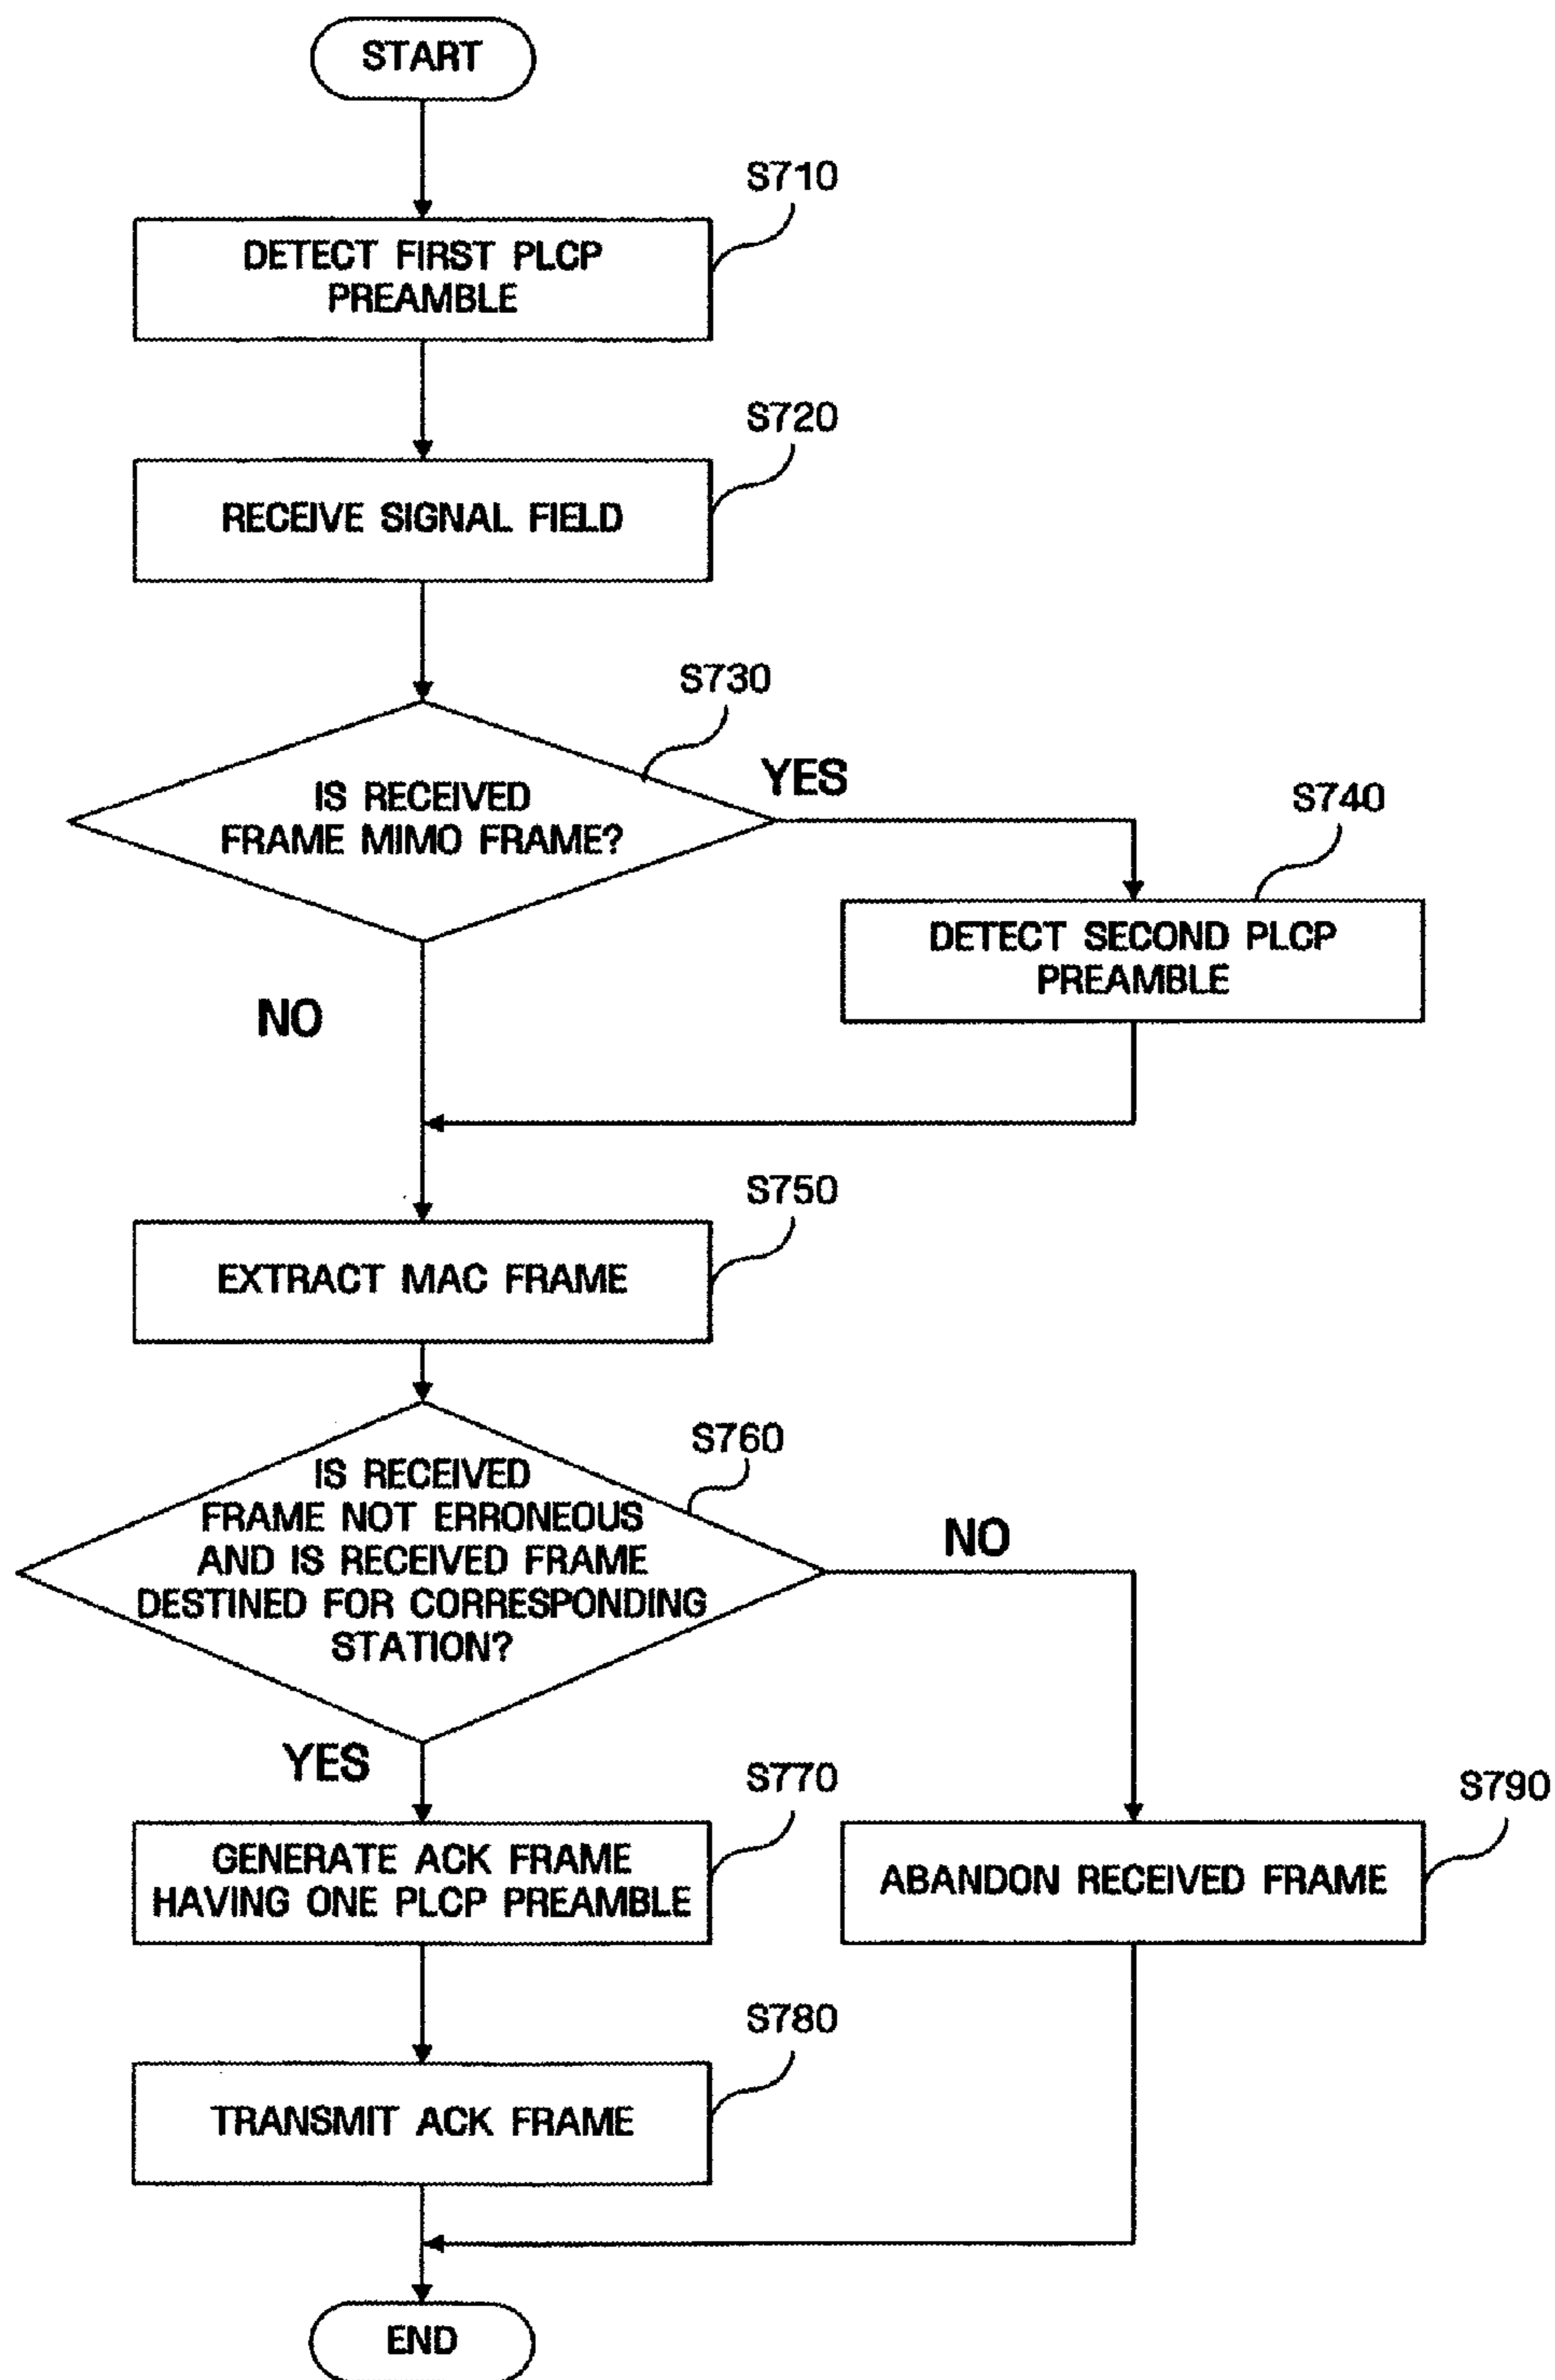 START
S710
DETECT FIRST PLCP
PREAMBLE
S720
RECEIVE SIGNAL FIELD
S730
IS RECEIVED
FRAME MIMO FRAME?
YES
S740
DETECT SECOND PLCP
PREAMBLE
NO
S750
EXTRACT MAC FRAME
S760
IS RECEIVED
FRAME NOT ERRONEOUS
AND IS RECEIVED FRAME
DESTINED FOR CORRESPONDING
STATION?
NO
YES
S770
GENERATE ACK FRAME
HAVING ONE PLCP PREAMBLE
S790
ABANDON RECEIVED FRAME
S780
TRANSMIT ACK FRAME
END